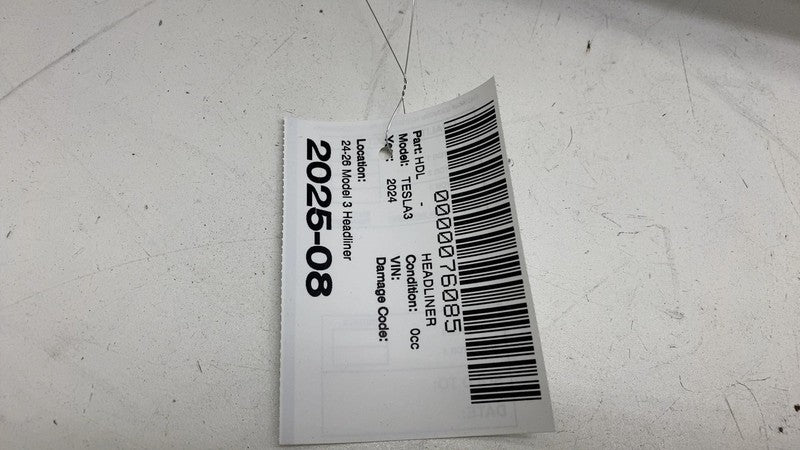 0000076085
Part: HDL - HEADLINER
Model: TESLA3 Condition: 0cc
Year: 2024 VIN:
Damage Code:
Location:
24-26 Model 3 Headliner
2025-08